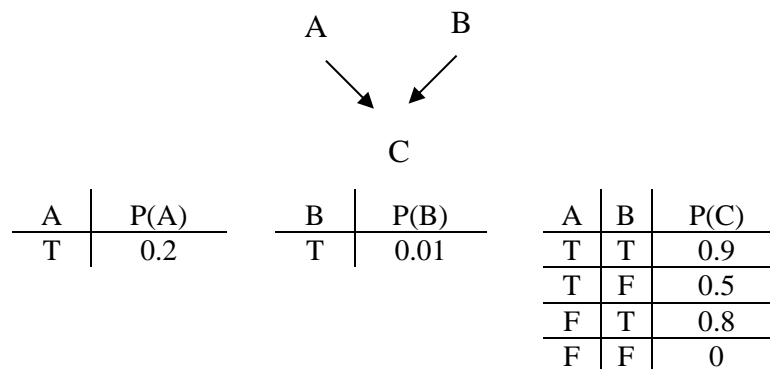 A B
C
A P(A) B P(B) A B P(C)
T 0.2 T 0.01 T T 0.9
T F 0.5
F T 0.8
F F 0